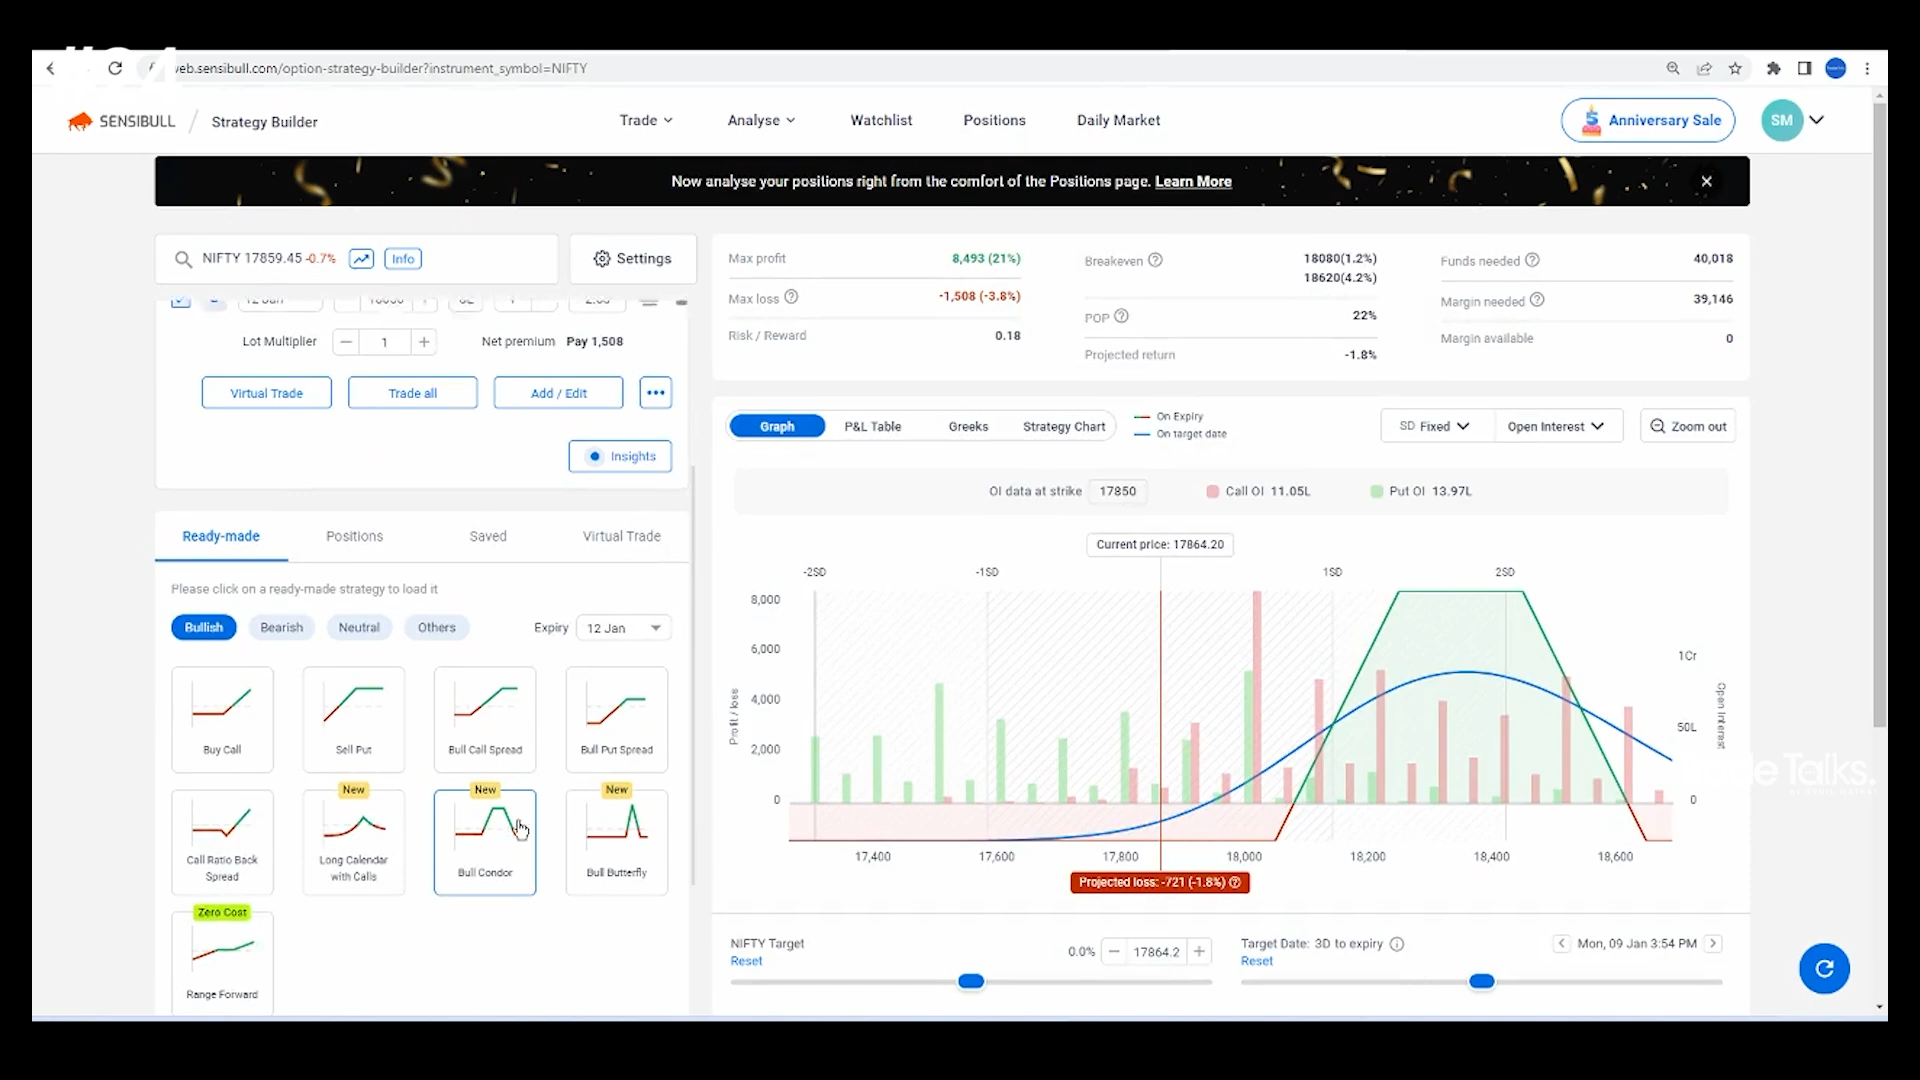 web.sensibull.com/option-strategy-builder?instrument_symbol=NIFTY
SENSIBULL / Strategy Builder
Trade
Analyse
Watchlist
Positions
Daily Market
5 Anniversary Sale
SM
Now analyse your positions right from the comfort of the Positions page. Learn More
NIFTY 17859.45 -0.7%
Info
Settings
Lot Multiplier
1
Net premium Pay 1,508
Virtual Trade
Trade all
Add / Edit
Insights
Ready-made
Positions
Saved
Virtual Trade
Please click on a ready-made strategy to load it
Bullish
Bearish
Neutral
Others
Expiry 12 Jan
Buy Call
Sell Put
Bull Call Spread
Bull Put Spread
New
New
New
Call Ratio Back
Spread
Long Calendar
with Calls
Bull Condor
Bull Butterfly
Zero Cost
Range Forward
Max profit 8,493 (21%)
Max loss -1,508 (-3.8%)
Risk / Reward 0.18
Breakeven 18080(1.2%)
18620(4.2%)
POP 22%
Projected return -1.8%
Funds needed 40,018
Margin needed 39,146
Margin available 0
Graph
P&L Table
Greeks
Strategy Chart
On Expiry
On target date
SD Fixed
Open Interest
Zoom out
OI data at strike 17850
Call OI 11.05L
Put OI 13.97L
Current price: 17864.20
-2SD
-1SD
1SD
2SD
8,000
6,000
4,000
2,000
0
Profit / loss
1Cr
50L
0
Open Interest
17,400
17,600
17,800
18,000
18,200
18,400
18,600
Projected loss: -721 (-1.8%)
NIFTY Target
Reset
0.0%
17864.2
Target Date: 3D to expiry
Reset
Mon, 09 Jan 3:54 PM
e Talks.